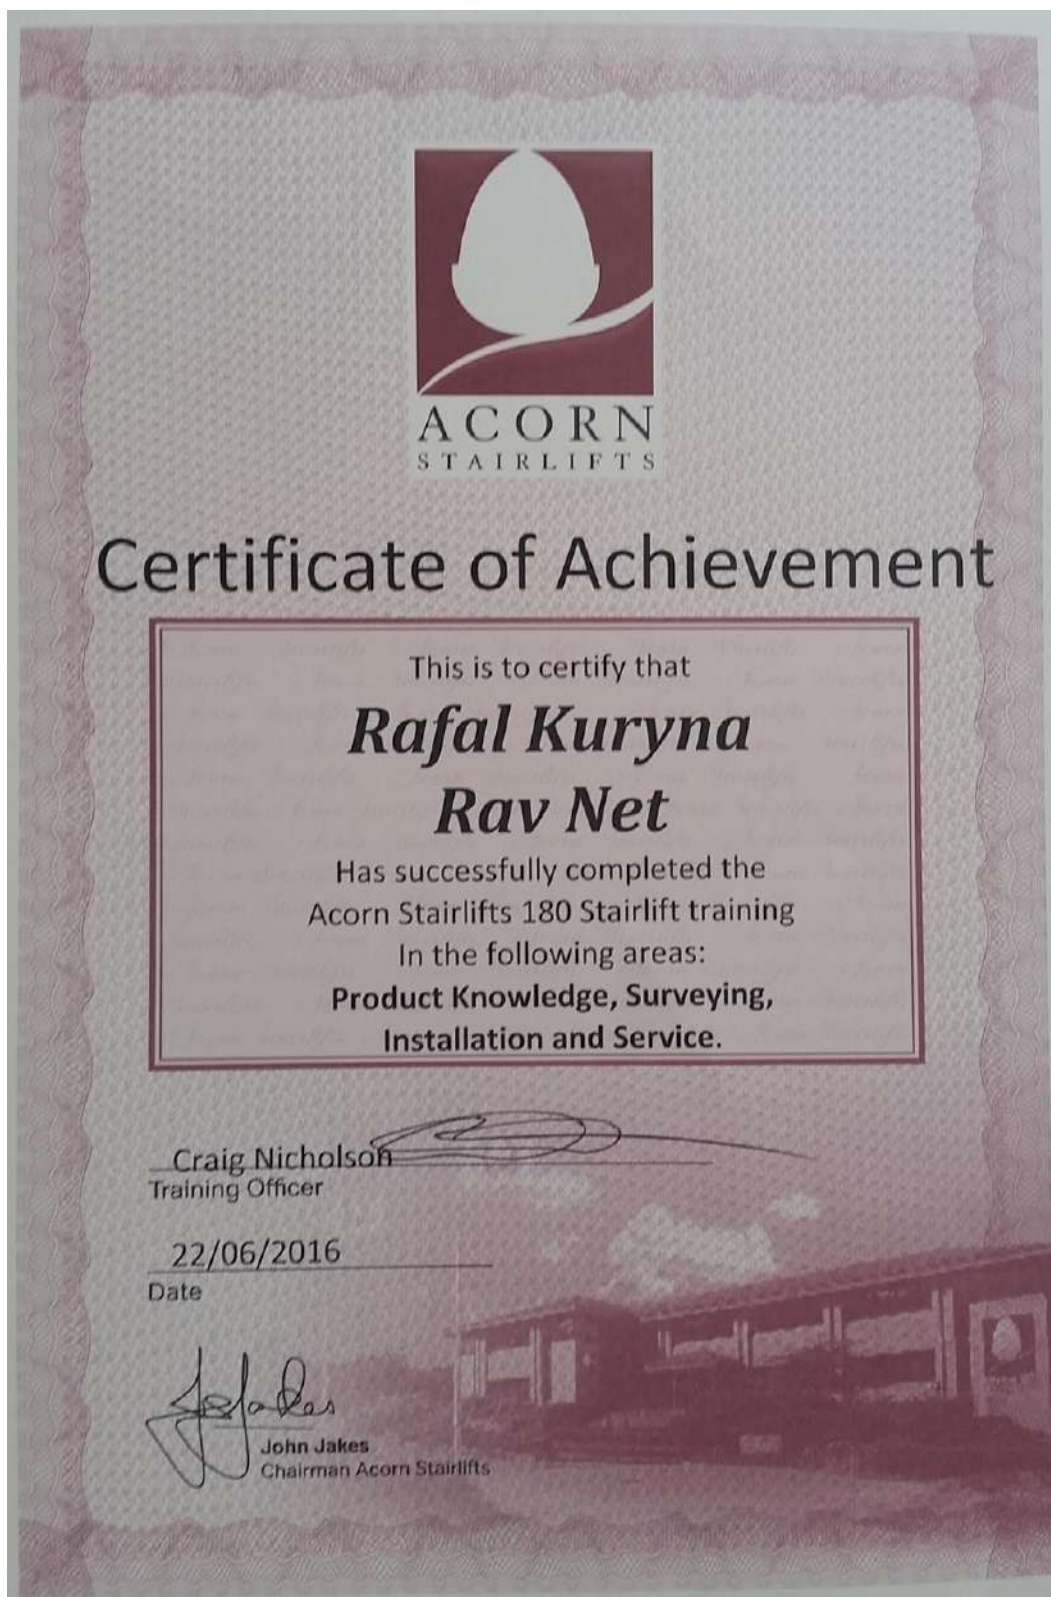 ACORN
STAIRLIFTS
Certificate of Achievement
This is to certify that
Rafal Kuryna
Rav Net
Has successfully completed the
Acorn Stairlifts 180 Stairlift training
In the following areas:
Product Knowledge, Surveying,
Installation and Service.
Craig Nicholson
Training Officer
22/06/2016
Date
John Jakes
Chairman Acorn Stairlifts